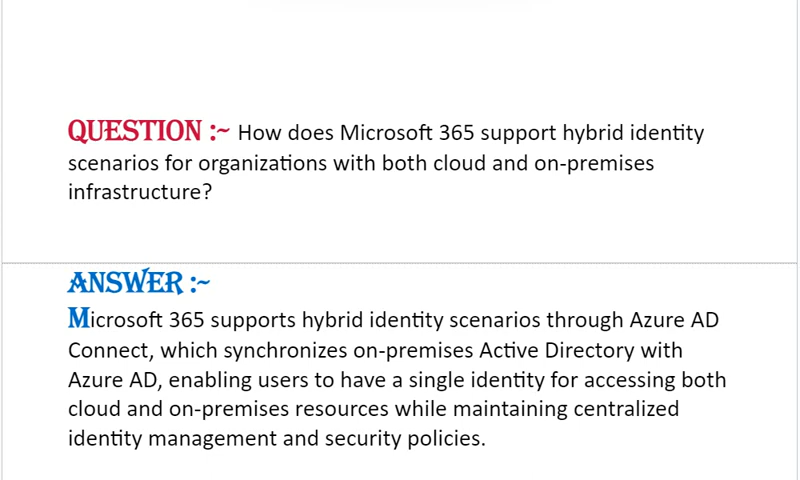 QUESTION :~ How does Microsoft 365 support hybrid identity
scenarios for organizations with both cloud and on-premises
infrastructure?
ANSWER :~
Microsoft 365 supports hybrid identity scenarios through Azure AD
Connect, which synchronizes on-premises Active Directory with
Azure AD, enabling users to have a single identity for accessing both
cloud and on-premises resources while maintaining centralized
identity management and security policies.